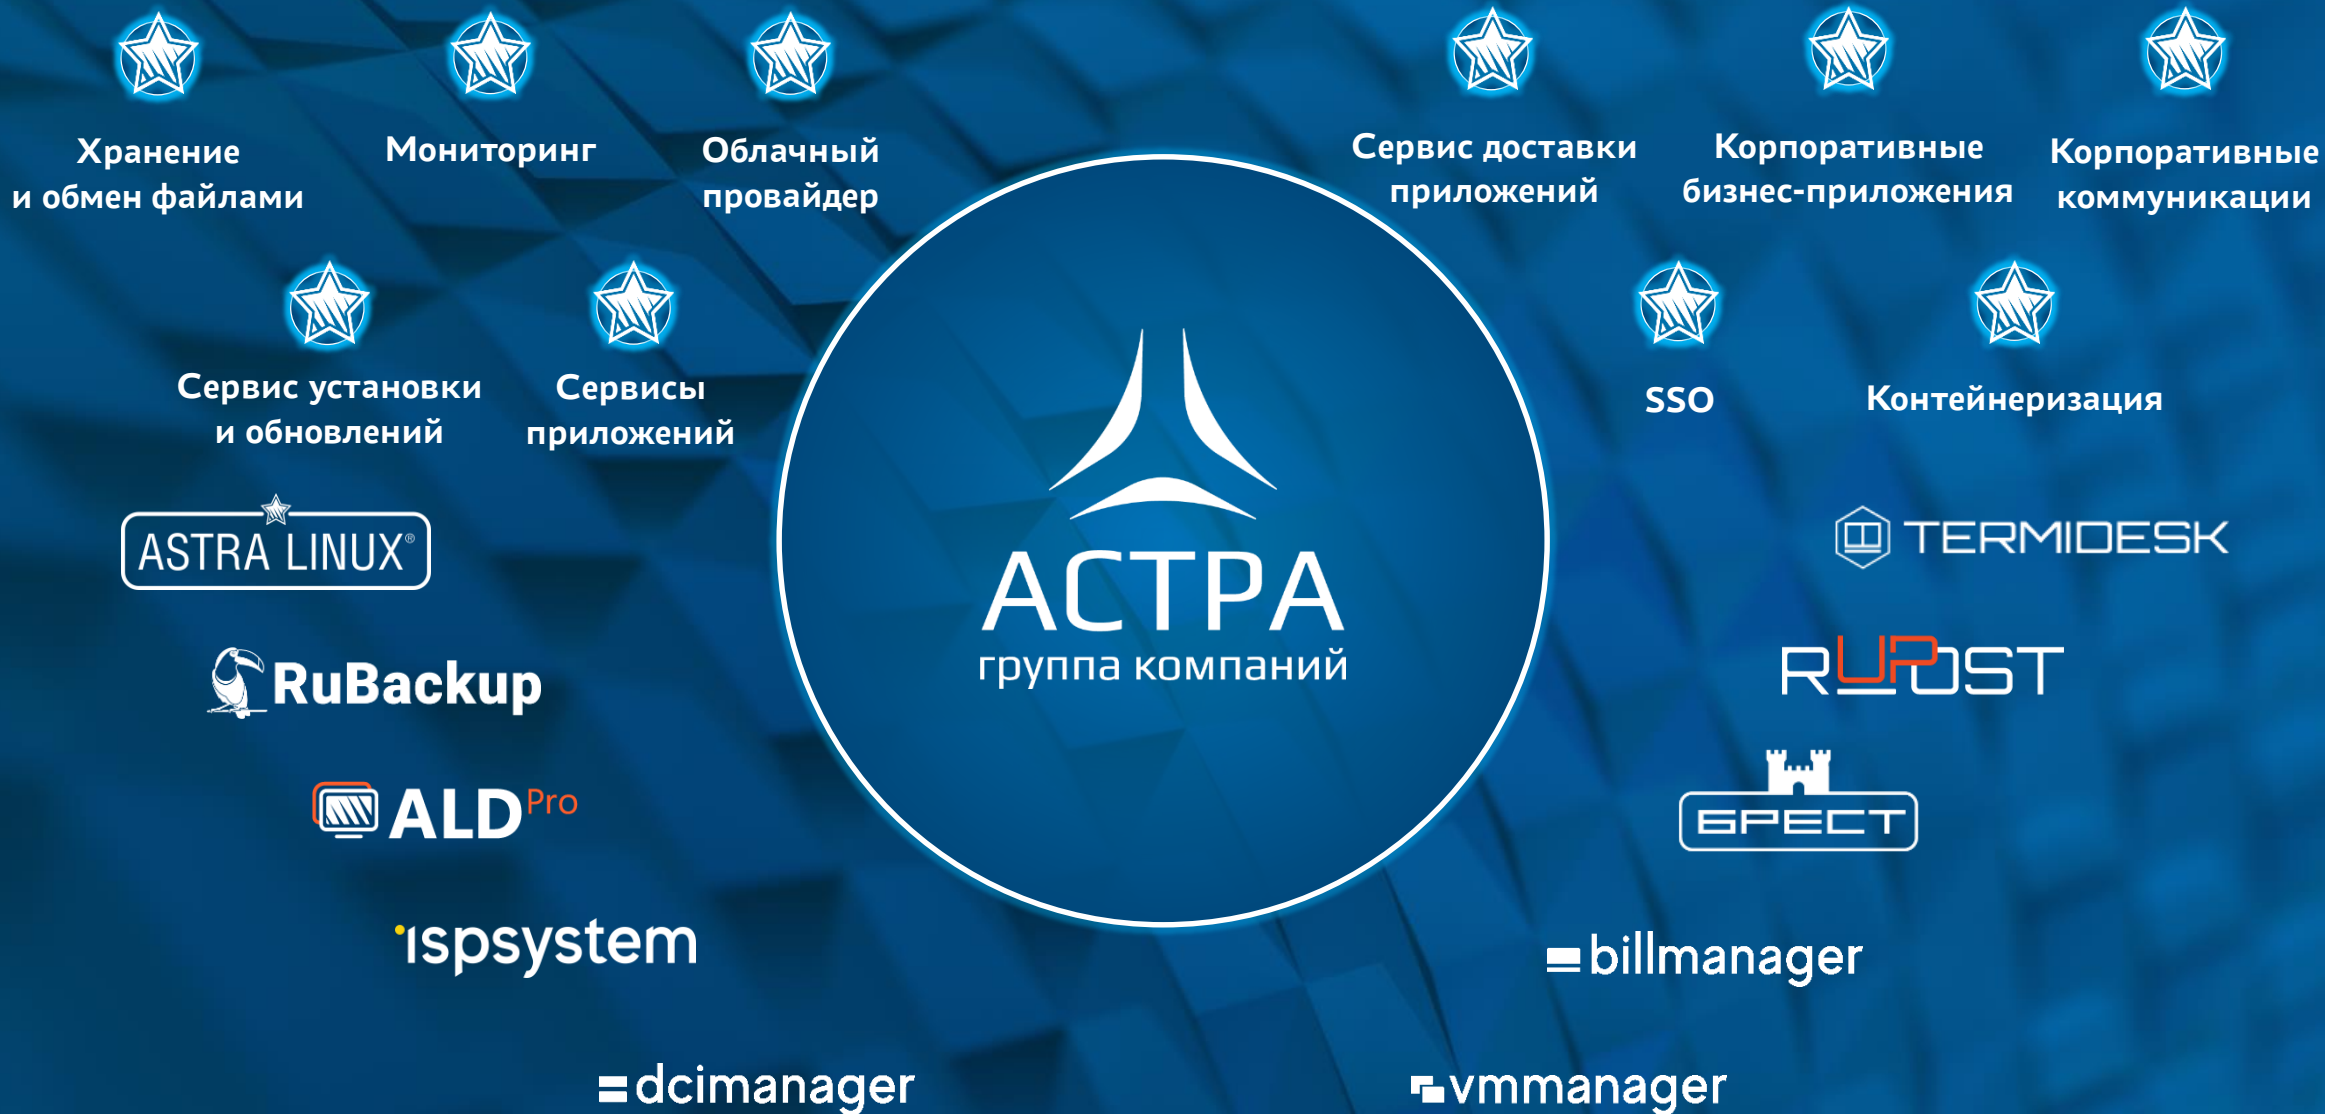 Хранение
и обмен файлами
Мониторинг
Облачный
провайдер
Сервис доставки
приложений
Корпоративные
бизнес-приложения
Корпоративные
коммуникации
Сервис установки
и обновлений
Сервисы
приложений
SSO
Контейнеризация
АСТРА
группа компаний
ASTRA LINUX®
RuBackup
ALD Pro
ispsystem
dcimanager
TERMIDESK
RUPOST
БРЕСТ
billmanager
vmmanager